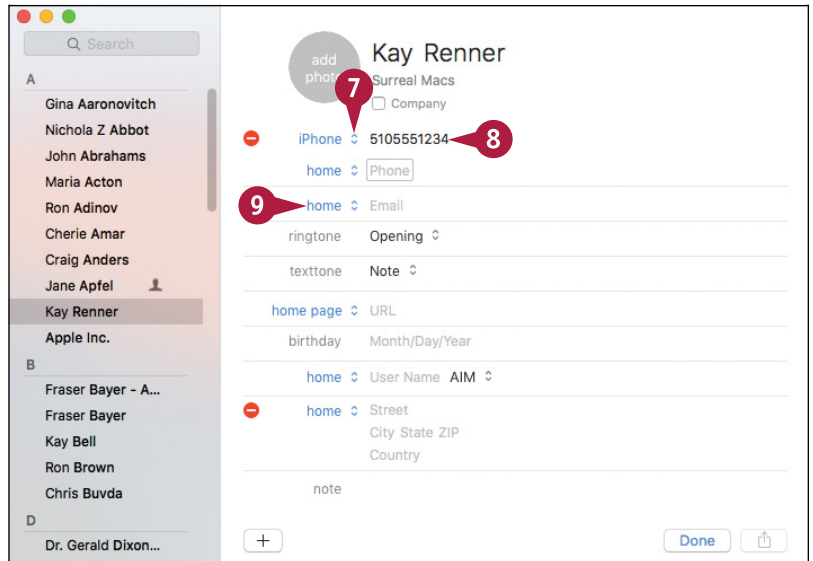 Search
A
Gina Aaronovitch
Nichola Z Abbot
John Abrahams
Maria Acton
Ron Adinov
Cherie Amar
Craig Anders
Jane Apfel
Kay Renner
Apple Inc.
B
Fraser Bayer - A...
Fraser Bayer
Kay Bell
Ron Brown
Chris Buvda
D
Dr. Gerald Dixon...
add
photo
Kay Renner
Surreal Macs
Company
7
iPhone 5105551234 8
home Phone
9 home Email
ringtone Opening
texttone Note
home page URL
birthday Month/Day/Year
home User Name AIM
home Street
City State ZIP
Country
note
+ Done